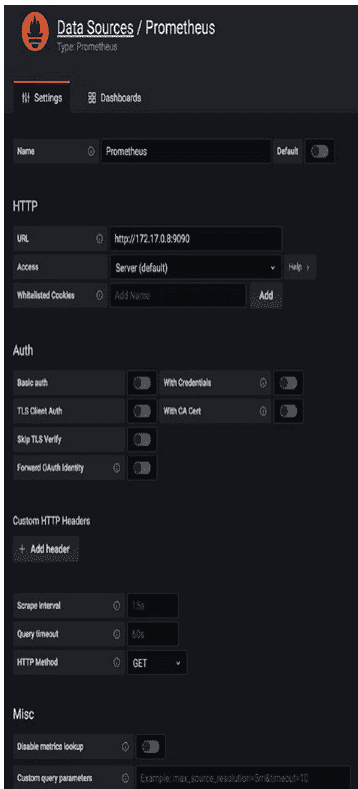 Data Sources / Prometheus
Type: Prometheus
Settings Dashboards
Name Prometheus Default
HTTP
URL http://172.17.0.8:9090
Access Server (default) Help >
Whitelisted Cookies Add Name Add
Auth
Basic auth With Credentials
TLS Client Auth With CA Cert
Skip TLS Verify
Forward OAuth Identity
Custom HTTP Headers
+ Add header
Scrape interval 15s
Query timeout 60s
HTTP Method GET
Misc
Disable metrics lookup
Custom query parameters Example: max_source_resolution=5m&timeout=10